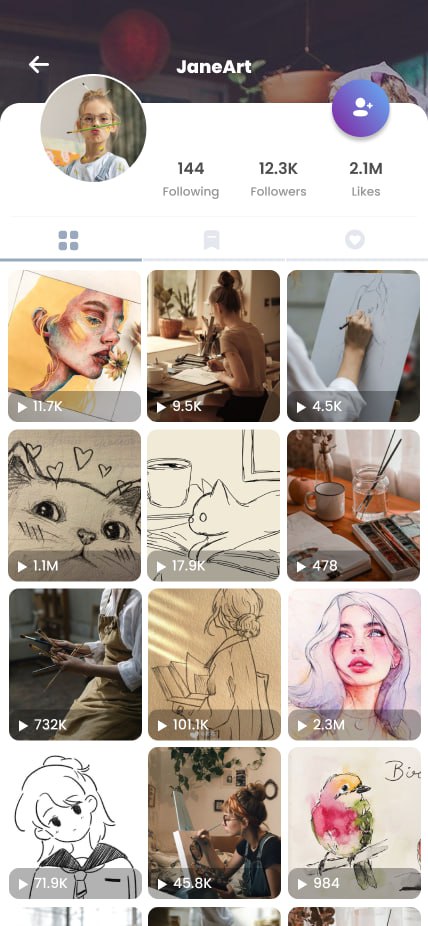 JaneArt
144
12.3K
2.1M
Following
Followers
Likes
11.7K
9.5K
4.5K
1.1M
17.9K
478
732K
101.1K
2.3M
71.9K
45.8K
984